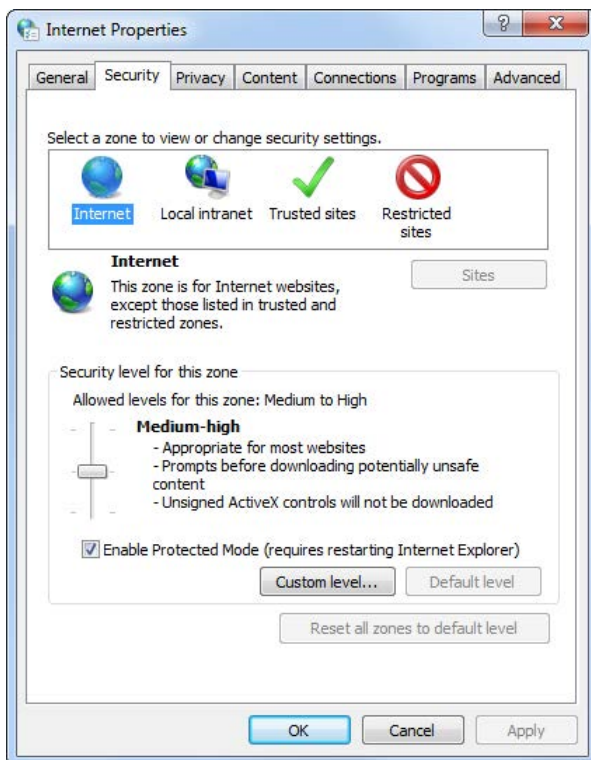 Internet Properties
?
General Security Privacy Content Connections Programs Advanced
Select a zone to view or change security settings.
Internet Local intranet Trusted sites Restricted
sites
Internet
Sites
This zone is for Internet websites,
except those listed in trusted and
restricted zones.
Security level for this zone
Allowed levels for this zone: Medium to High
Medium-high
- Appropriate for most websites
- Prompts before downloading potentially unsafe
content
- Unsigned ActiveX controls will not be downloaded
Enable Protected Mode (requires restarting Internet Explorer)
Custom level... Default level
Reset all zones to default level
OK Cancel Apply